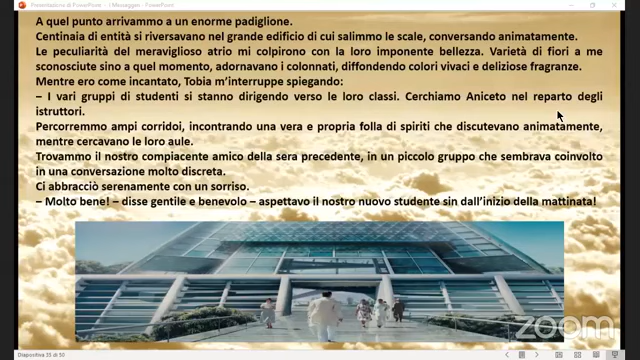 Presentazione di PowerPoint - I Messaggeri - PowerPoint
A quel punto arrivammo a un enorme padiglione.
Centinaia di entità si riversavano nel grande edificio di cui salimmo le scale, conversando animatamente.
Le peculiarità del meraviglioso atrio mi colpirono con la loro imponente bellezza. Varietà di fiori a me
sconosciute sino a quel momento, adornavano i colonnati, diffondendo colori vivaci e deliziose fragranze.
Mentre ero come incantato, Tobia m'interruppe spiegando:
– I vari gruppi di studenti si stanno dirigendo verso le loro classi. Cerchiamo Aniceto nel reparto degli
istruttori.
Percorremmo ampi corridoi, incontrando una vera e propria folla di spiriti che discutevano animatamente,
mentre cercavano le loro aule.
Trovammo il nostro compiacente amico della sera precedente, in un piccolo gruppo che sembrava coinvolto
in una conversazione molto discreta.
Ci abbracciò serenamente con un sorriso.
– Molto bene! – disse gentile e benevolo – aspettavo il nostro nuovo studente sin dall'inizio della mattinata!
zoom
Diapositiva 35 di 50